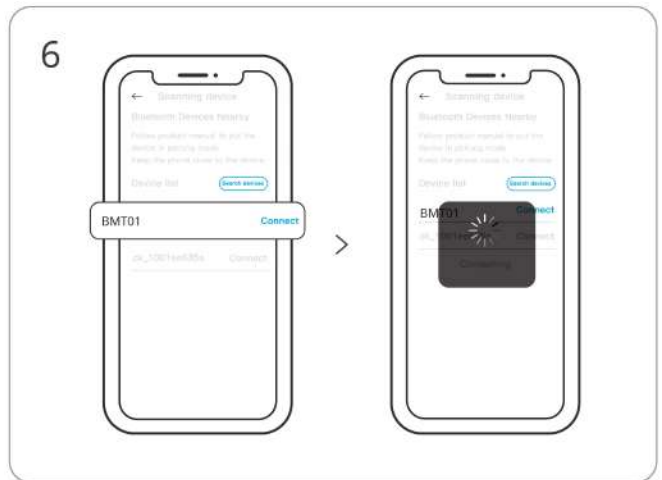 6
← Scanning device
Bluetooth Devices Nearby
Follow product manual to put the
device in pairing mode
Keep the phone close to the device
Device list Search devices
BMT01 Connect
Connect
>
← Scanning device
Bluetooth Devices Nearby
Follow product manual to put the
device in pairing mode
Keep the phone close to the device
Device list Search devices
BMT01 Connect
Connect
Connecting